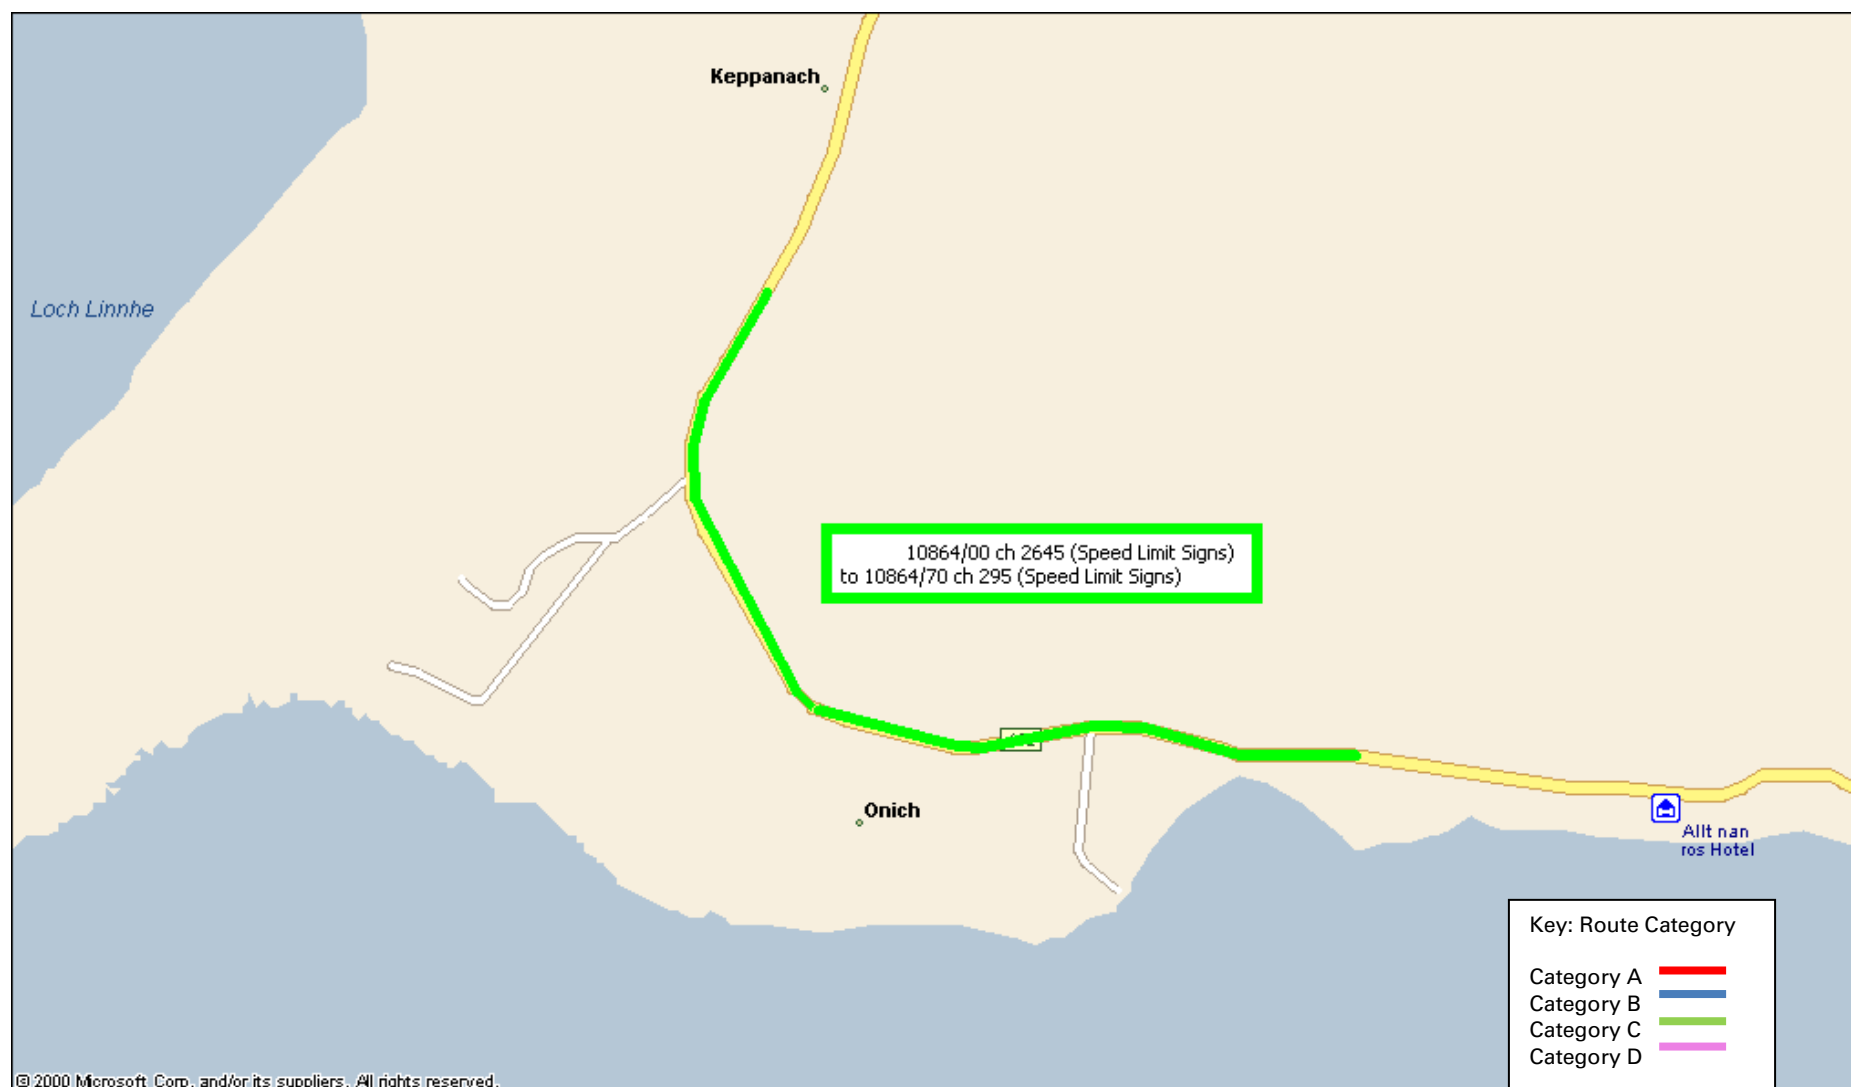 Keppanach
Loch Linnhe
10864/00 ch 2645 (Speed Limit Signs)
to 10864/70 ch 295 (Speed Limit Signs)
Onich
Allt nan
ros Hotel
Key: Route Category
Category A
Category B
Category C
Category D
© 2000 Microsoft Corp. and/or its suppliers. All rights reserved.